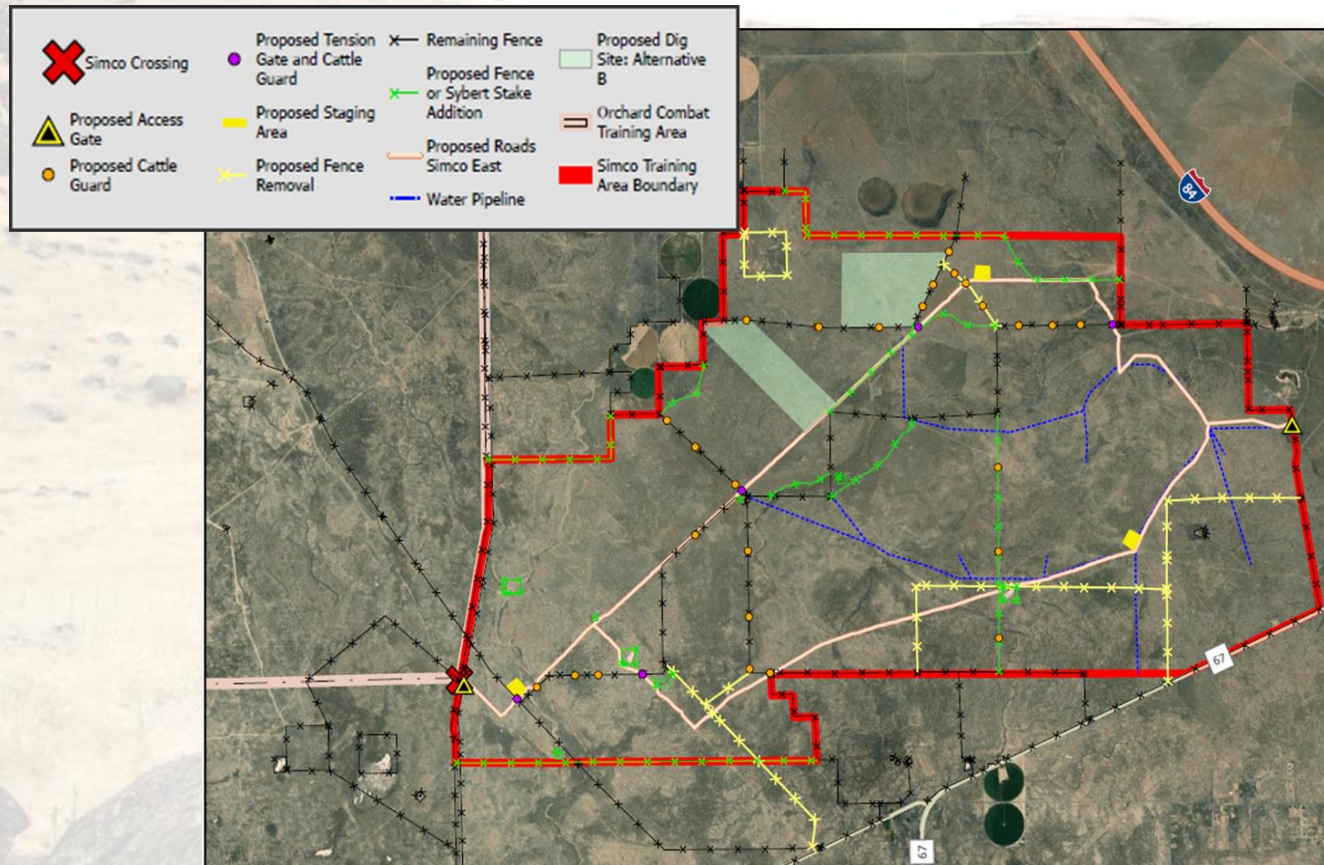 Simco Crossing
Proposed Access
Gate
Proposed Cattle
Guard
Proposed Tension
Gate and Cattle
Guard
Proposed Staging
Area
Proposed Fence
Removal
Remaining Fence
Proposed Fence
or Sybert Stake
Addition
Proposed Roads
Simco East
Water Pipeline
Proposed Dig
Site: Alternative
B
Orchard Combat
Training Area
Simco Training
Area Boundary
84
67
67